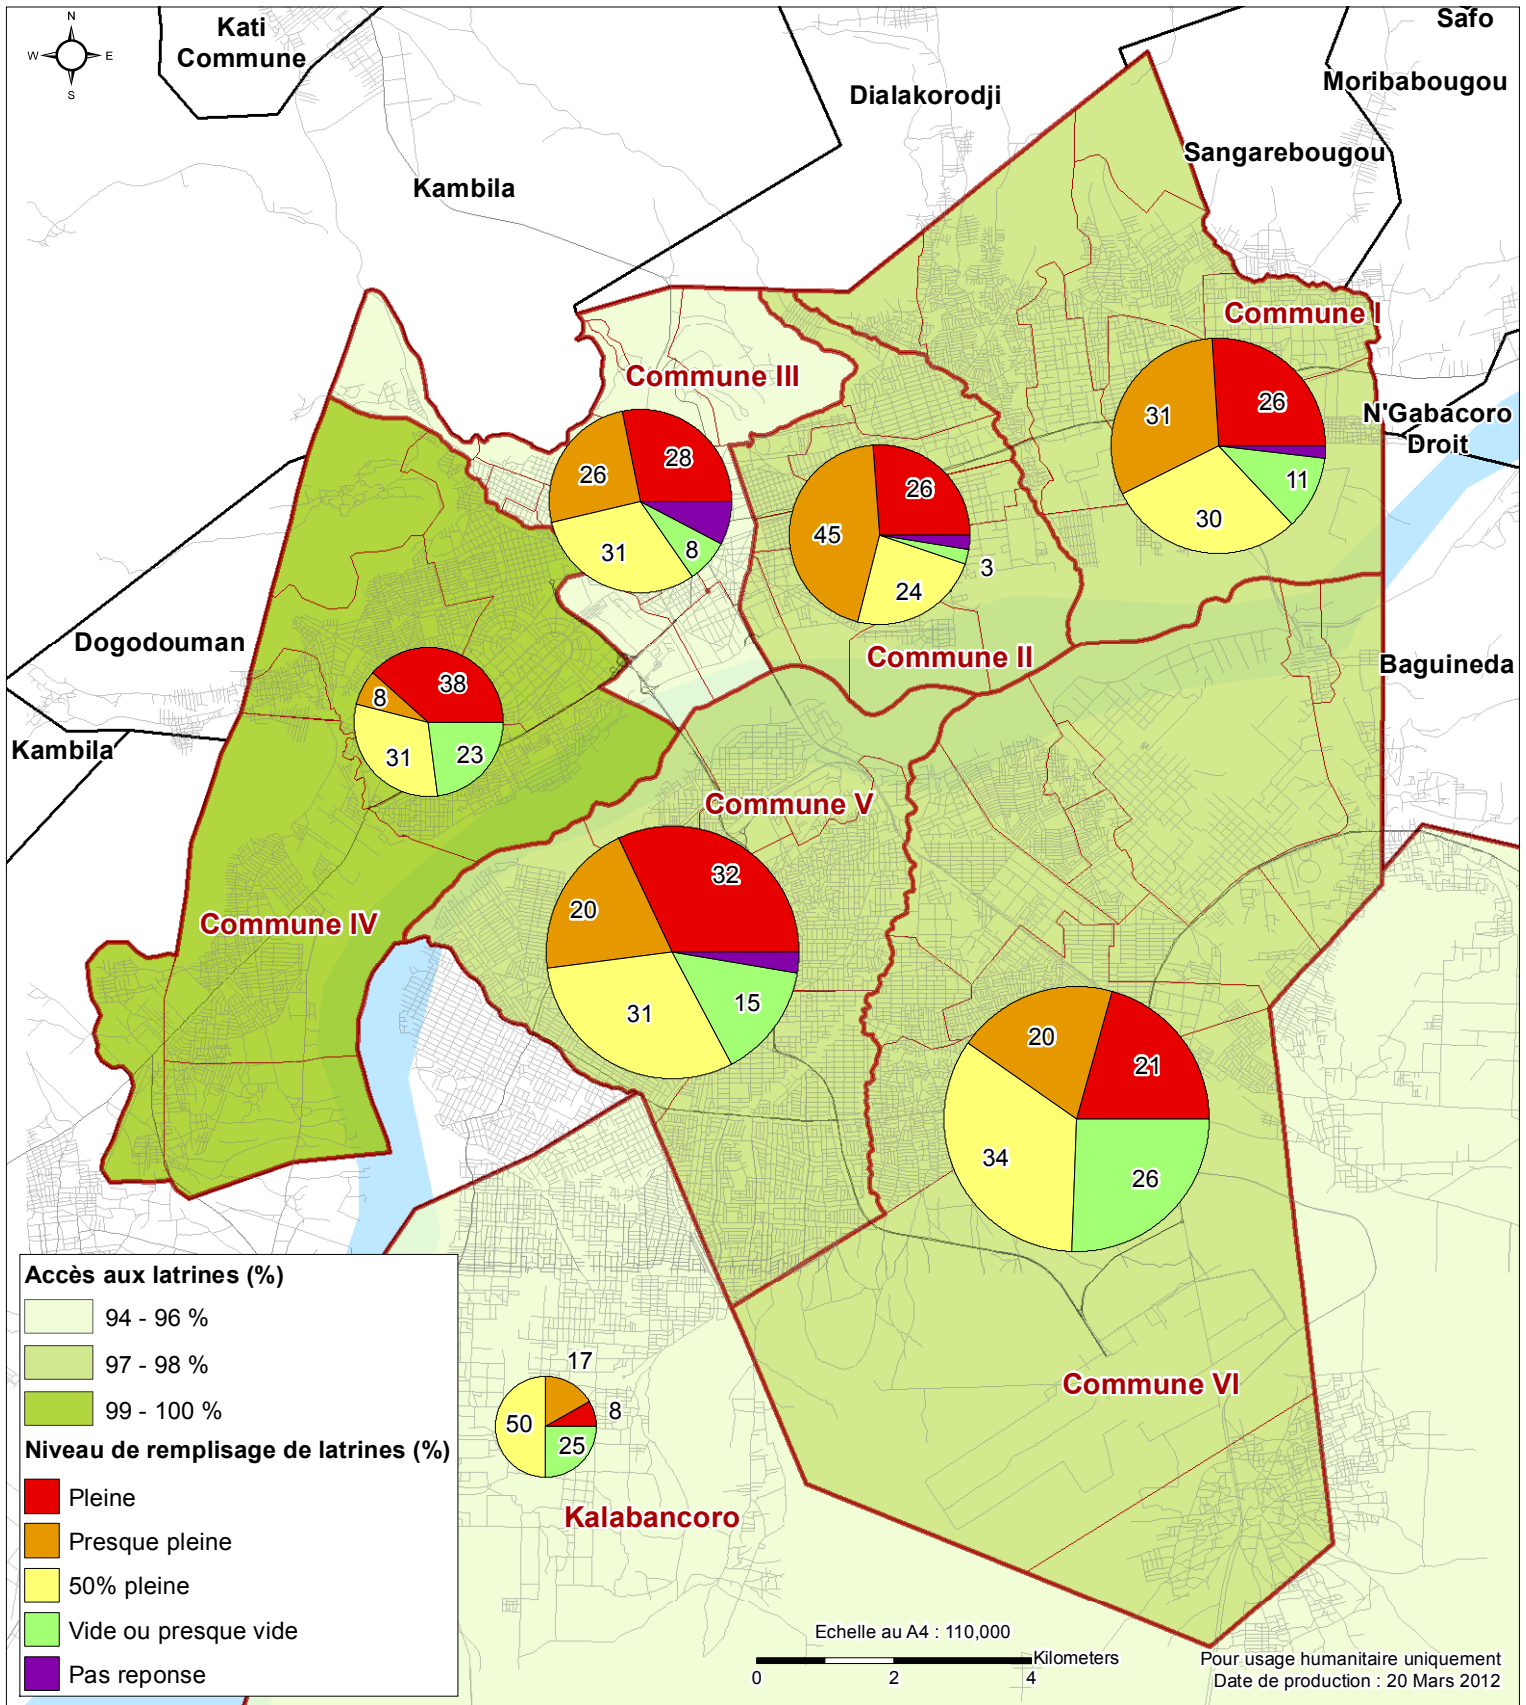 N
W E
S
Kati
Commune
Safo
Moribabougou
Dialakorodji
Sangarebougou
Kambila
Commune I
Commune III
26
31
11
30
N'Gabacoro
Droit
28
26
31
8
26
45
24
3
Dogodouman
Commune II
Baguineda
38
8
31
23
Kambila
Commune V
32
20
31
15
Commune IV
20
21
34
26
Accès aux latrines (%)
94 - 96 %
97 - 98 %
99 - 100 %
Niveau de remplisage de latrines (%)
Pleine
Presque pleine
50% pleine
Vide ou presque vide
Pas reponse
17
8
50
25
Kalabancoro
Commune VI
Echelle au A4 : 110,000
Kilometers
0 2 4
Pour usage humanitaire uniquement
Date de production : 20 Mars 2012